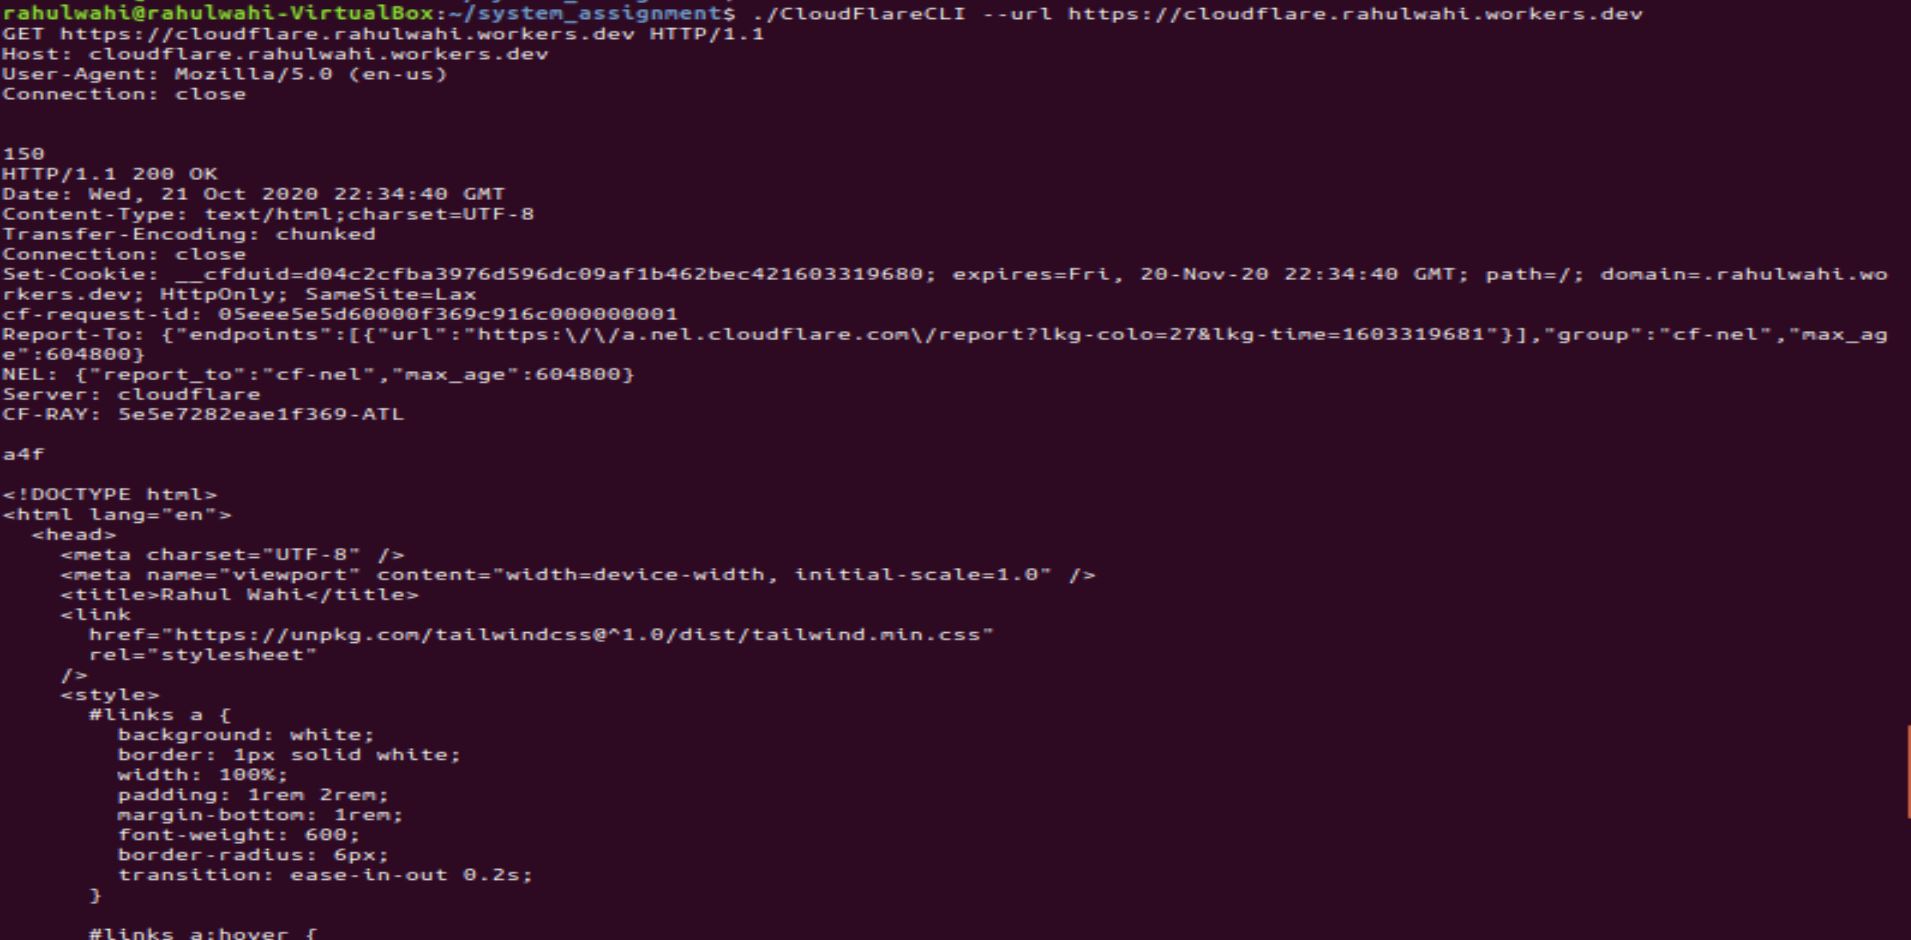 rahulwahi@rahulwahi-VirtualBox:~/system_assignment$ ./CloudFlareCLI --url https://cloudflare.rahulwahi.workers.dev
GET https://cloudflare.rahulwahi.workers.dev HTTP/1.1
Host: cloudflare.rahulwahi.workers.dev
User-Agent: Mozilla/5.0 (en-us)
Connection: close
150
HTTP/1.1 200 OK
Date: Wed, 21 Oct 2020 22:34:40 GMT
Content-Type: text/html;charset=UTF-8
Transfer-Encoding: chunked
Connection: close
Set-Cookie: __cfduid=d04c2cfba3976d596dc09af1b462bec421603319680; expires=Fri, 20-Nov-20 22:34:40 GMT; path=/; domain=.rahulwahi.wo
rkers.dev; HttpOnly; SameSite=Lax
cf-request-id: 05eee5e5d60000f369c916c000000001
Report-To: {"endpoints":[{"url":"https:\/\/a.nel.cloudflare.com\/report?lkg-colo=27&lkg-time=1603319681"}],"group":"cf-nel","max_ag
e":604800}
NEL: {"report_to":"cf-nel","max_age":604800}
Server: cloudflare
CF-RAY: 5e5e7282eae1f369-ATL
a4f
<!DOCTYPE html>
<html lang="en">
  <head>
    <meta charset="UTF-8" />
    <meta name="viewport" content="width=device-width, initial-scale=1.0" />
    <title>Rahul Wahi</title>
    <link
      href="https://unpkg.com/tailwindcss@^1.0/dist/tailwind.min.css"
      rel="stylesheet"
    />
    <style>
      #links a {
        background: white;
        border: 1px solid white;
        width: 100%;
        padding: 1rem 2rem;
        margin-bottom: 1rem;
        font-weight: 600;
        border-radius: 6px;
        transition: ease-in-out 0.2s;
      }
      #links a:hover {